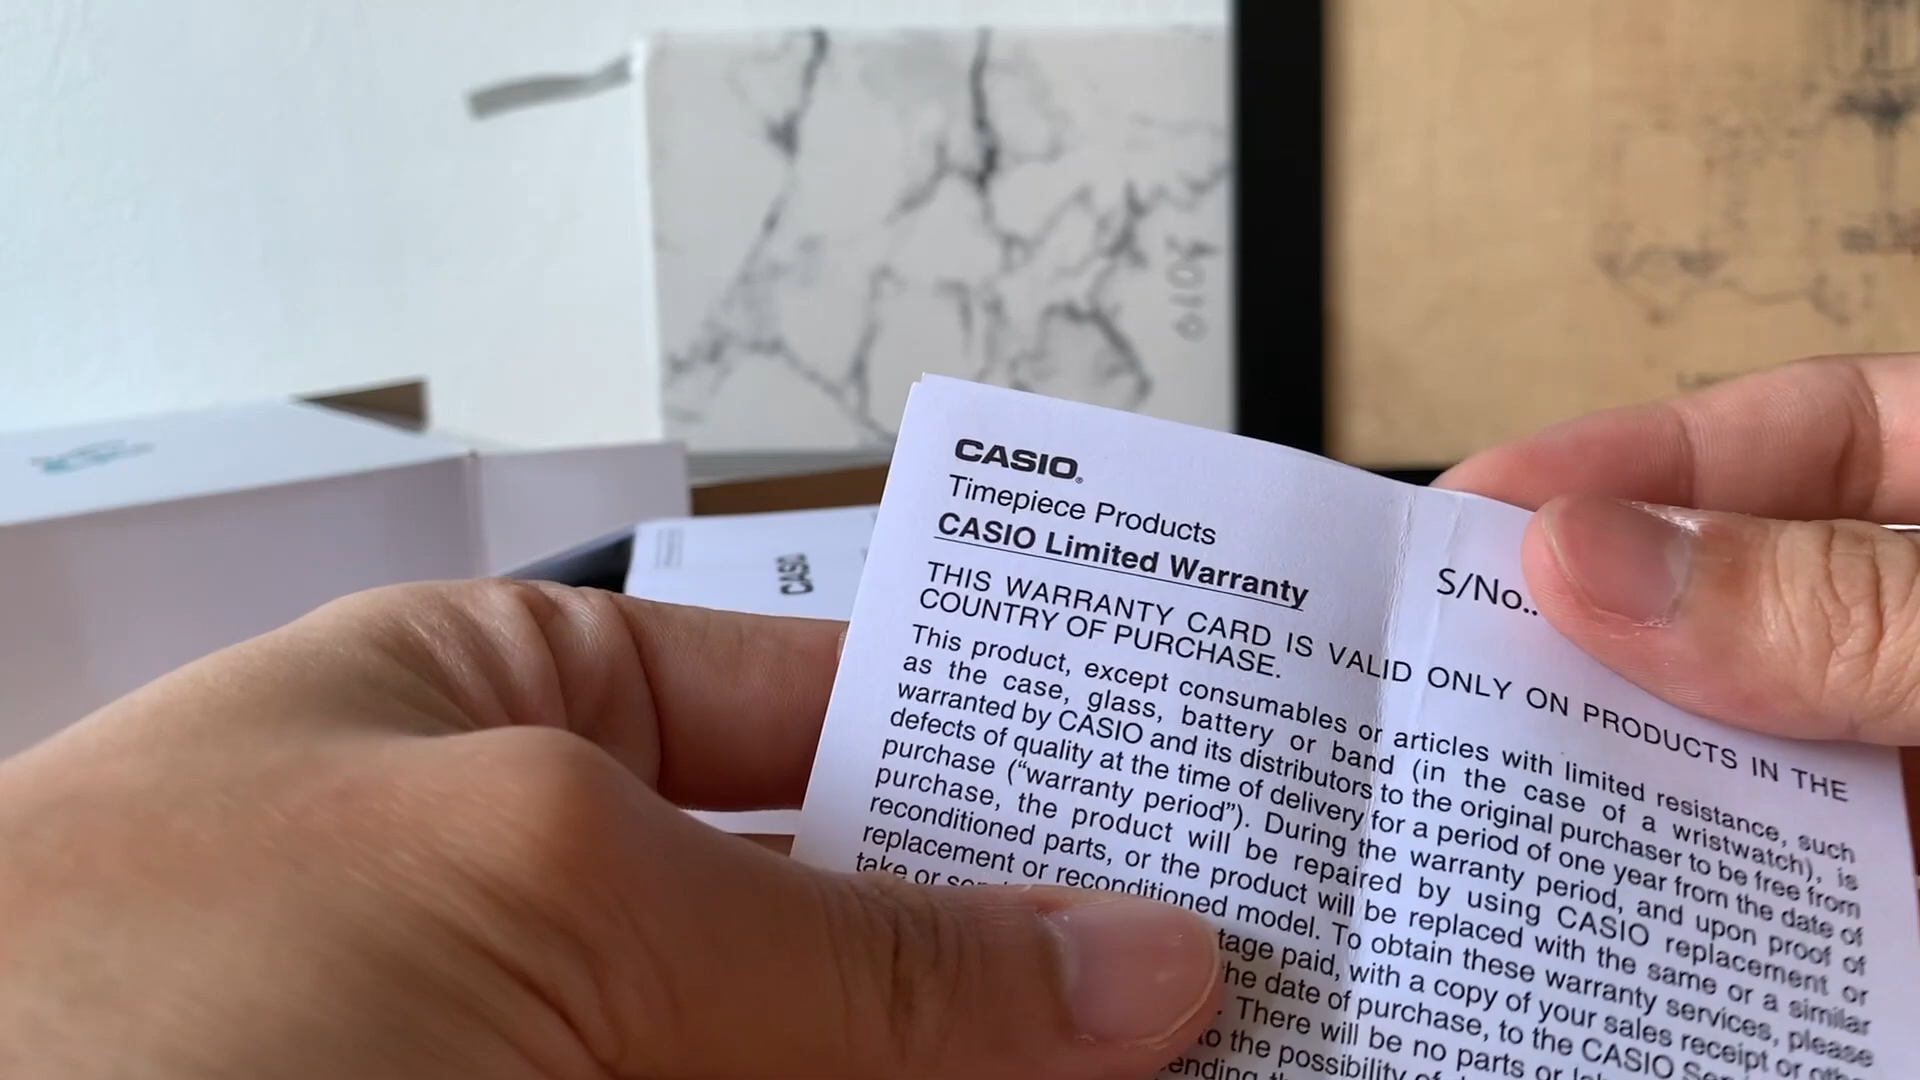 CASIO
Timepiece Products
CASIO Limited Warranty
S/No..
THIS WARRANTY CARD IS VALID ONLY ON PRODUCTS IN THE
COUNTRY OF PURCHASE.
This product, except consumables or articles with limited resistance, such
as the case, glass, battery or band (in the case of a wristwatch), is
warranted by CASIO and its distributors to the original purchaser to be free from
defects of quality at the time of delivery for a period of one year from the date of
purchase (“warranty period”). During the warranty period, and upon proof of
purchase, the product will be repaired by using CASIO replacement or
reconditioned parts, or the product will be replaced with the same or a similar
replacement or reconditioned model. To obtain these warranty services, please
take or paid, with a copy of your sales receipt or
the date of purchase, to the CASIO
There will be no parts or
to the possibility of
CASIO